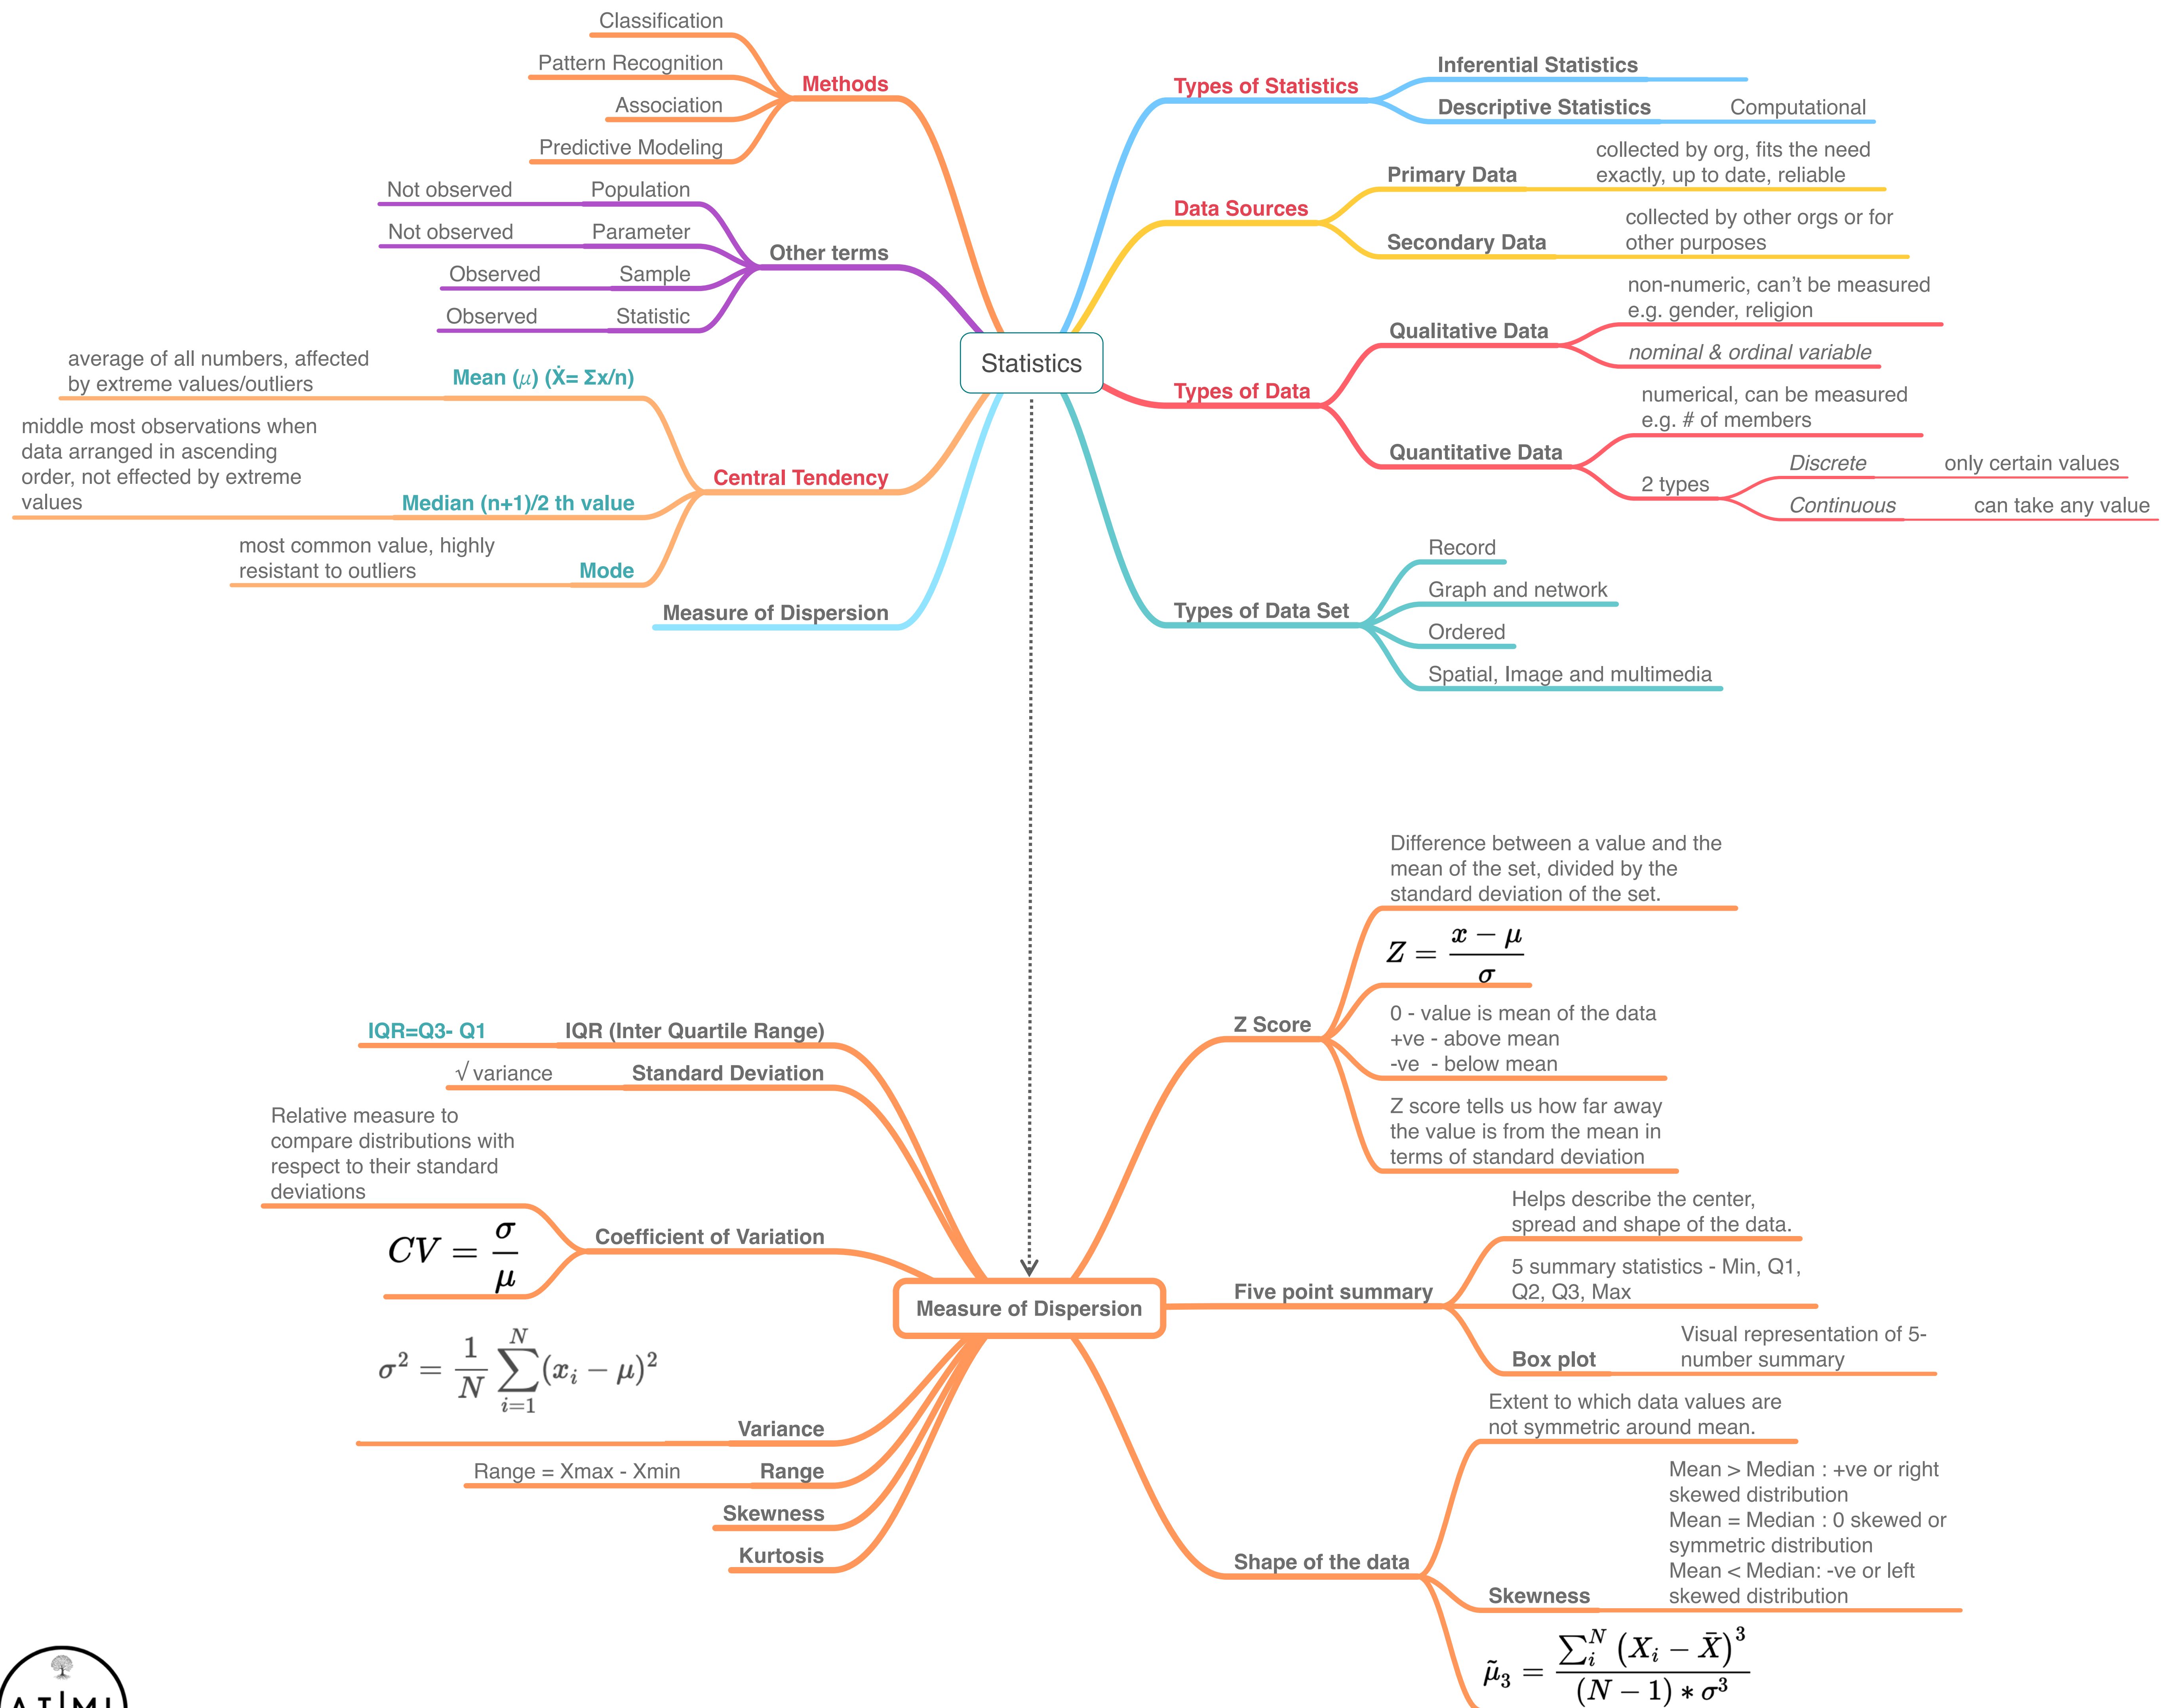 Statistics
Methods
Classification
Pattern Recognition
Association
Predictive Modeling
Other terms
Population
Not observed
Parameter
Not observed
Sample
Observed
Statistic
Observed
Central Tendency
Mean (μ) (Ẋ= Σx/n)
average of all numbers, affected
by extreme values/outliers
Median (n+1)/2 th value
middle most observations when
data arranged in ascending
order, not effected by extreme
values
Mode
most common value, highly
resistant to outliers
Measure of Dispersion
Types of Statistics
Inferential Statistics
Descriptive Statistics
Computational
Data Sources
Primary Data
collected by org, fits the need
exactly, up to date, reliable
Secondary Data
collected by other orgs or for
other purposes
Types of Data
Qualitative Data
non-numeric, can’t be measured
e.g. gender, religion
nominal & ordinal variable
Quantitative Data
numerical, can be measured
e.g. # of members
2 types
Discrete
only certain values
Continuous
can take any value
Types of Data Set
Record
Graph and network
Ordered
Spatial, Image and multimedia
Measure of Dispersion
IQR (Inter Quartile Range)
IQR=Q3- Q1
Standard Deviation
√ variance
Coefficient of Variation
Relative measure to
compare distributions with
respect to their standard
deviations
CV = σ/μ
Variance
σ² = 1/N ∑_{i=1}^{N} (x_i − μ)²
Range
Range = Xmax - Xmin
Skewness
Kurtosis
Z Score
Difference between a value and the
mean of the set, divided by the
standard deviation of the set.
Z = (x − μ)/σ
0 - value is mean of the data
+ve - above mean
-ve - below mean
Z score tells us how far away
the value is from the mean in
terms of standard deviation
Five point summary
Helps describe the center,
spread and shape of the data.
5 summary statistics - Min, Q1,
Q2, Q3, Max
Box plot
Visual representation of 5-
number summary
Shape of the data
Extent to which data values are
not symmetric around mean.
Skewness
Mean > Median : +ve or right
skewed distribution
Mean = Median : 0 skewed or
symmetric distribution
Mean < Median: -ve or left
skewed distribution
μ̃₃ = ∑_i^N (X_i − X̄)³ / (N − 1) ∗ σ³